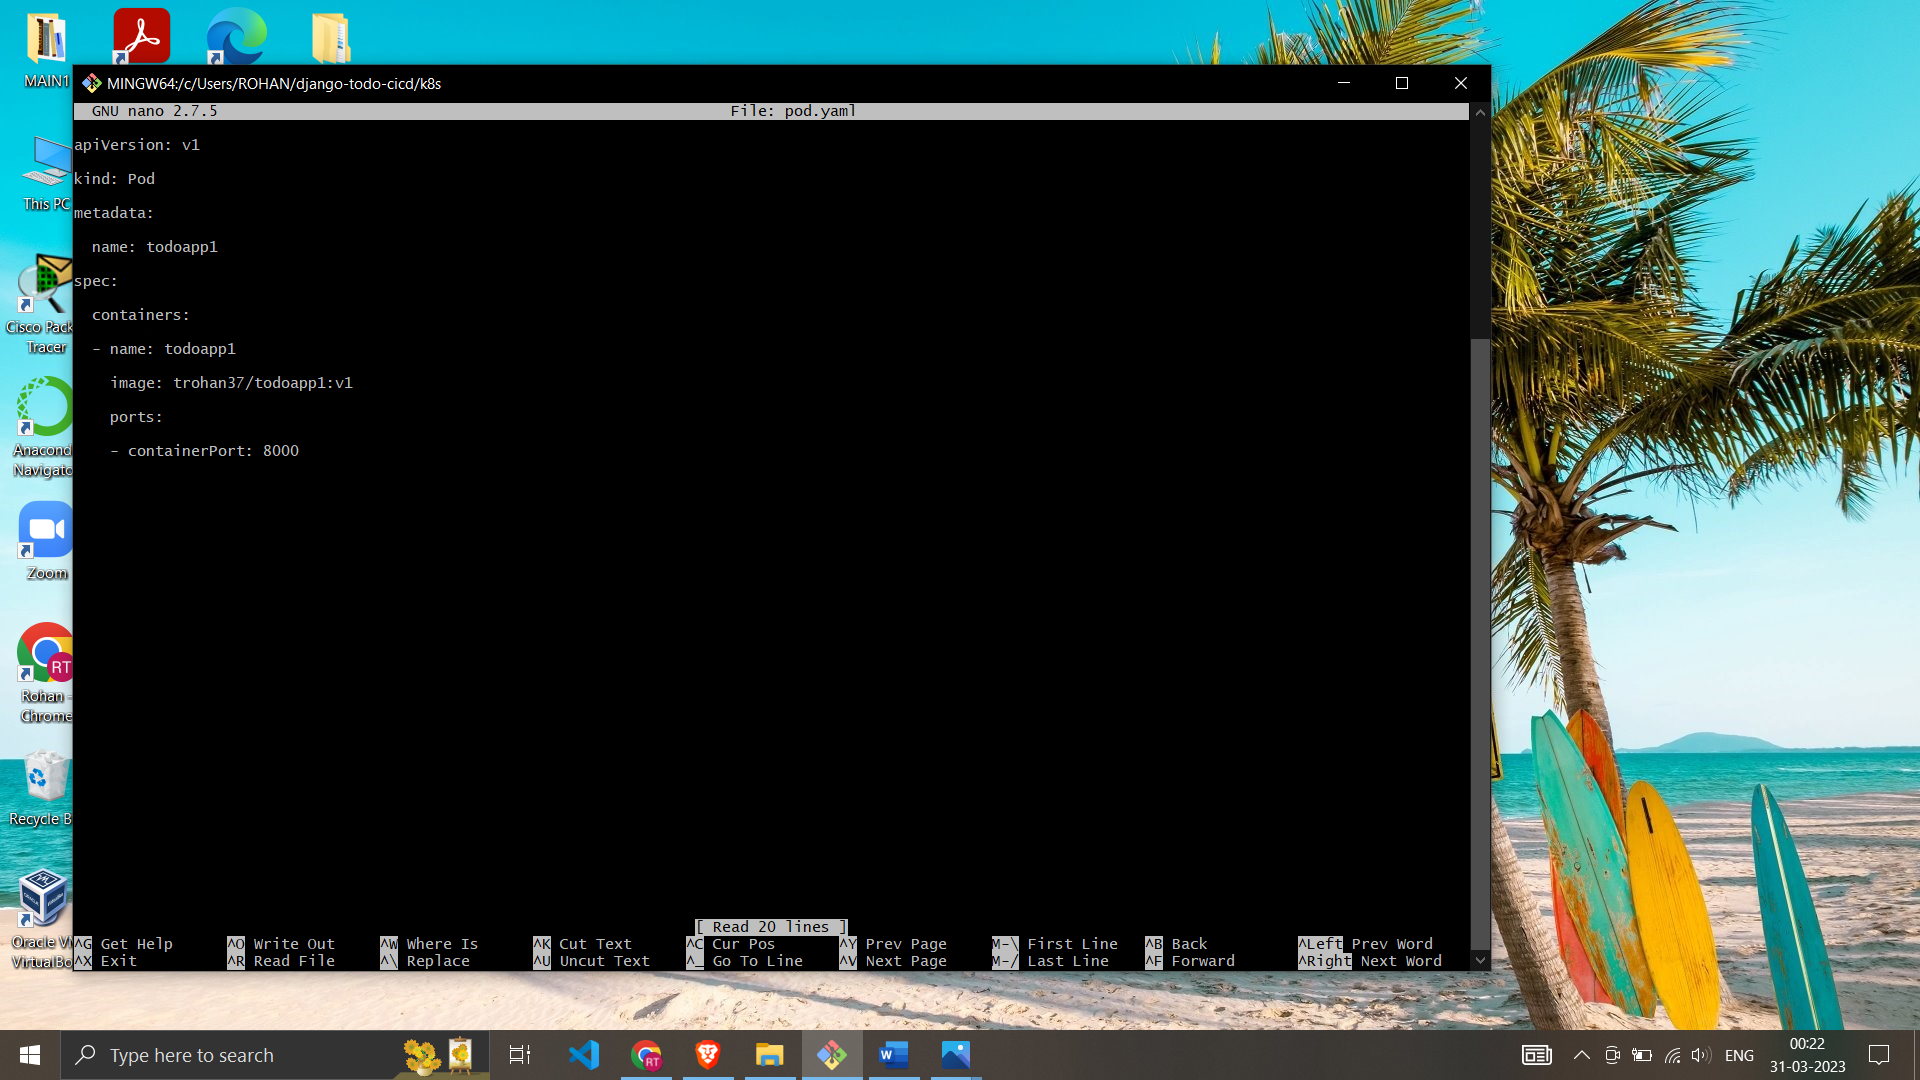 MAIN1
This PC
Cisco Pack
Tracer
Anacond
Navigato
Zoom
RT
Rohan -
Chrome
Recycle B
Oracle V
VirtualBo
MINGW64:/c/Users/ROHAN/django-todo-cicd/k8s
GNU nano 2.7.5 File: pod.yaml
apiVersion: v1
kind: Pod
metadata:
  name: todoapp1
spec:
  containers:
  - name: todoapp1
    image: trohan37/todoapp1:v1
    ports:
    - containerPort: 8000
[ Read 20 lines ]
^G Get Help ^O Write Out ^W Where Is ^K Cut Text ^C Cur Pos ^Y Prev Page M-\ First Line ^B Back ^Left Prev Word
^X Exit ^R Read File ^\ Replace ^U Uncut Text ^_ Go To Line ^V Next Page M-/ Last Line ^F Forward ^Right Next Word
Type here to search
RT
W
ENG
00:22
31-03-2023